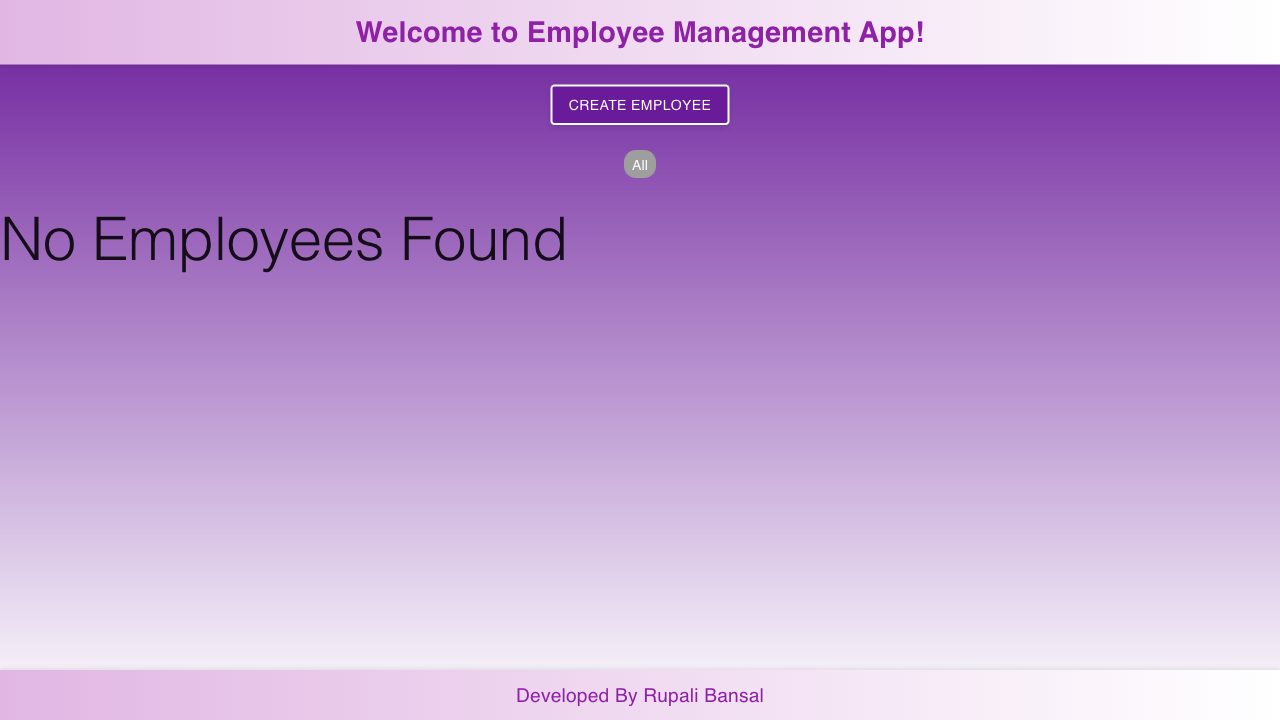 Welcome to Employee Management App!
CREATE EMPLOYEE
All
No Employees Found
Developed By Rupali Bansal